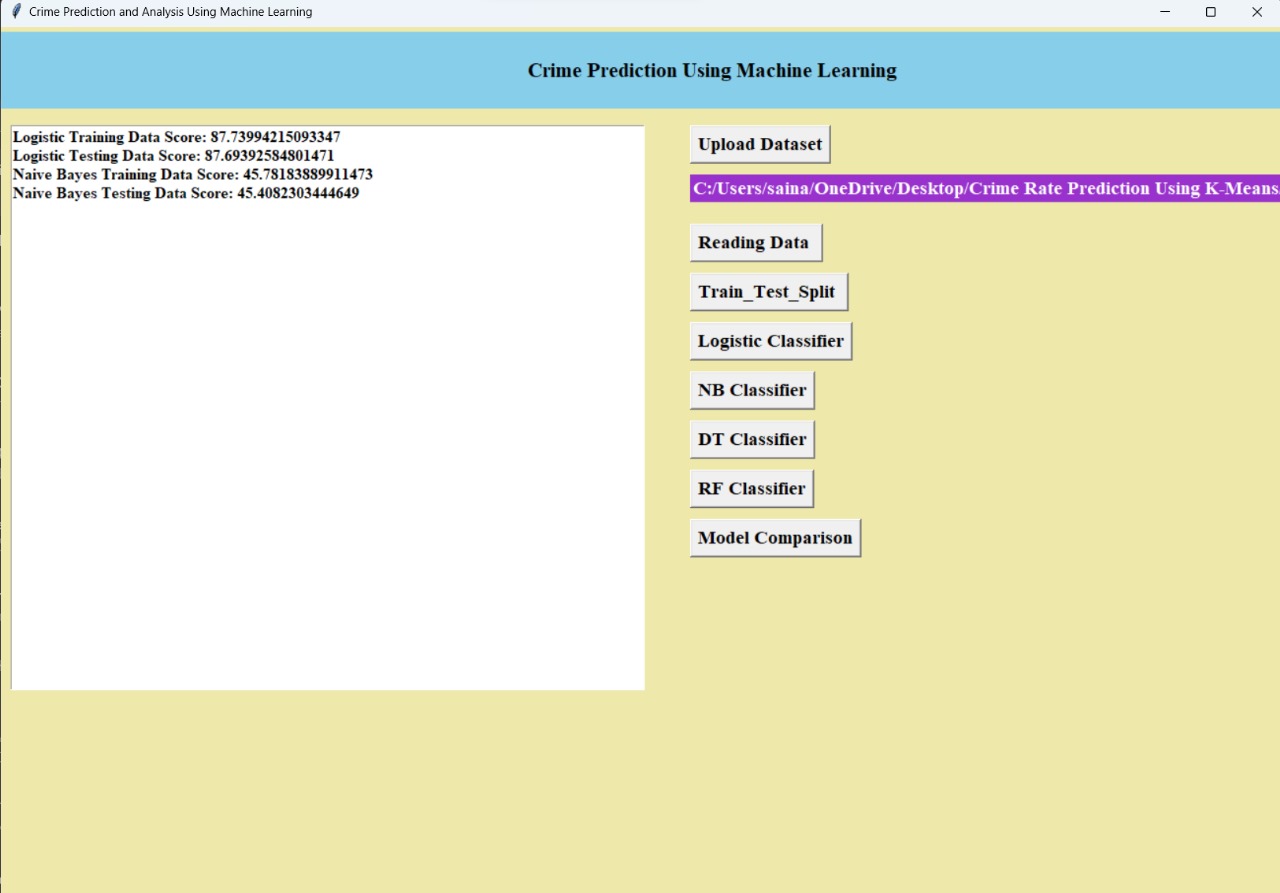 Crime Prediction and Analysis Using Machine Learning
Crime Prediction Using Machine Learning
Logistic Training Data Score: 87.73994215093347
Logistic Testing Data Score: 87.69392584801471
Naive Bayes Training Data Score: 45.78183889911473
Naive Bayes Testing Data Score: 45.4082303444649
Upload Dataset
C:/Users/saina/OneDrive/Desktop/Crime Rate Prediction Using K-Means
Reading Data
Train_Test_Split
Logistic Classifier
NB Classifier
DT Classifier
RF Classifier
Model Comparison